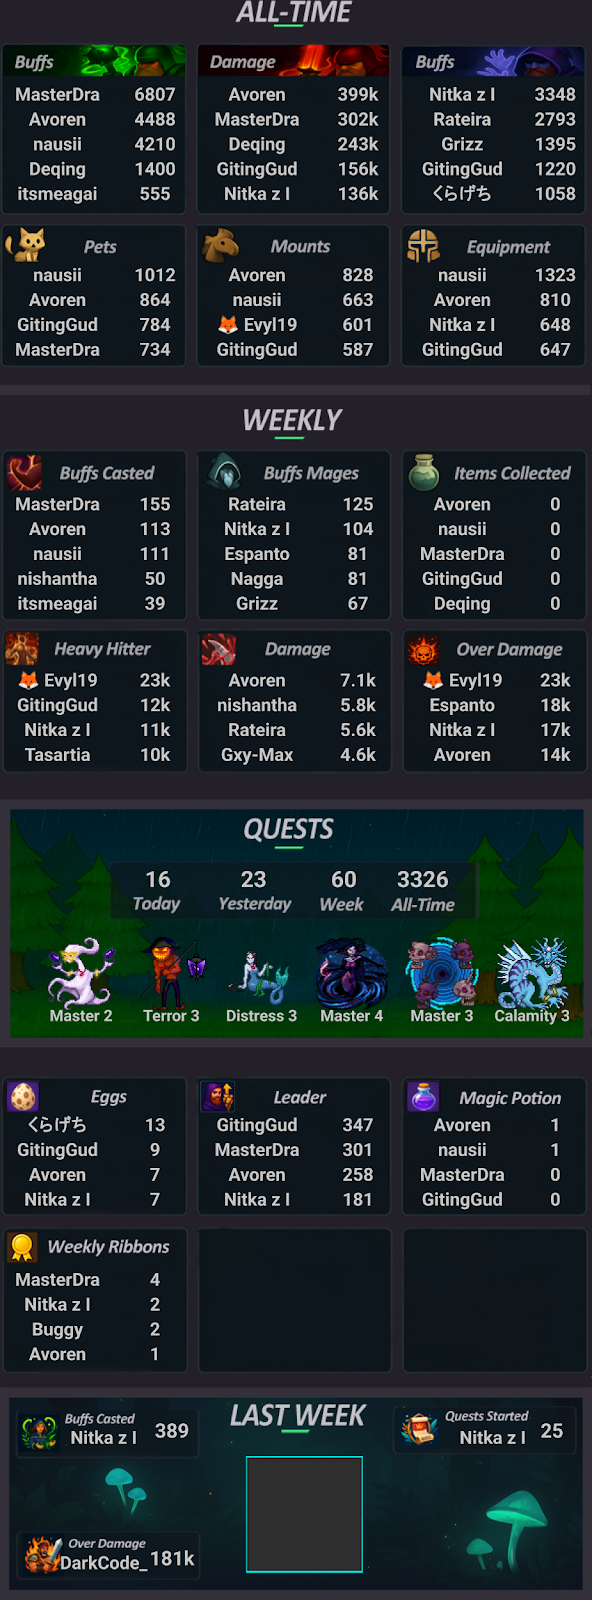 ALL-TIME
Buffs
MasterDra 6807
Avoren 4488
nausii 4210
Deqing 1400
itsmeagai 555
Damage
Avoren 399k
MasterDra 302k
Deqing 243k
GitingGud 156k
Nitka z I 136k
Buffs
Nitka z I 3348
Rateira 2793
Grizz 1395
GitingGud 1220
くらげち 1058
Pets
nausii 1012
Avoren 864
GitingGud 784
MasterDra 734
Mounts
Avoren 828
nausii 663
🦊 Evyl19 601
GitingGud 587
Equipment
nausii 1323
Avoren 810
Nitka z I 648
GitingGud 647
WEEKLY
Buffs Casted
MasterDra 155
Avoren 113
nausii 111
nishantha 50
itsmeagai 39
Buffs Mages
Rateira 125
Nitka z I 104
Espanto 81
Nagga 81
Grizz 67
Items Collected
Avoren 0
nausii 0
MasterDra 0
GitingGud 0
Deqing 0
Heavy Hitter
🦊 Evyl19 23k
GitingGud 12k
Nitka z I 11k
Tasartia 10k
Damage
Avoren 7.1k
nishantha 5.8k
Rateira 5.6k
Gxy-Max 4.6k
Over Damage
🦊 Evyl19 23k
Espanto 18k
Nitka z I 17k
Avoren 14k
QUESTS
16 23 60 3326
Today Yesterday Week All-Time
Master 2 Terror 3 Distress 3 Master 4 Master 3 Calamity 3
Eggs
くらげち 13
GitingGud 9
Avoren 7
Nitka z I 7
Leader
GitingGud 347
MasterDra 301
Avoren 258
Nitka z I 181
Magic Potion
Avoren 1
nausii 1
MasterDra 0
GitingGud 0
Weekly Ribbons
MasterDra 4
Nitka z I 2
Buggy 2
Avoren 1
LAST WEEK
Buffs Casted
Nitka z I 389
Quests Started
Nitka z I 25
Over Damage
DarkCode_ 181k